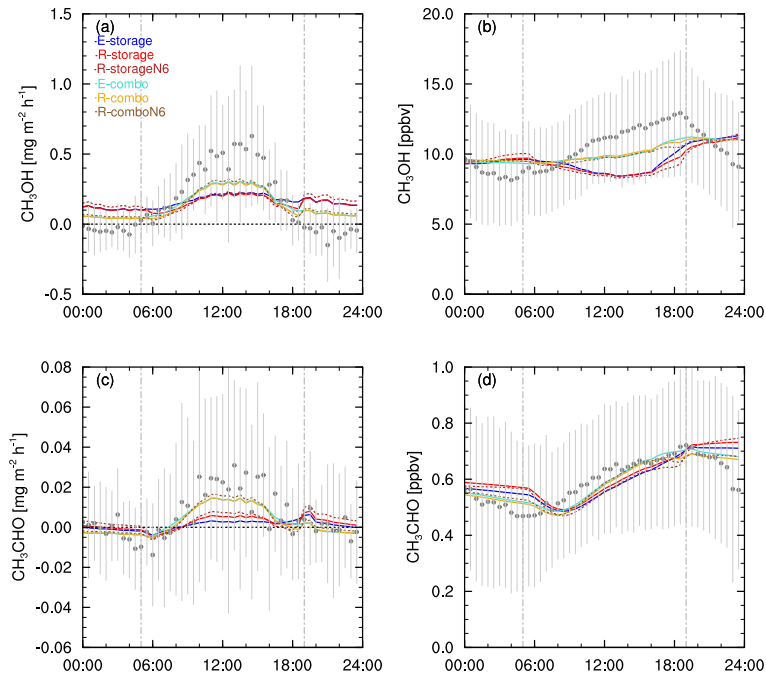 (a)
E-storage
R-storage
R-storageN6
E-combo
R-combo
R-comboN6
CH₃OH [mg m⁻² h⁻¹]
1.5
1.0
0.5
0.0
-0.5
00:00 06:00 12:00 18:00 24:00
(b)
CH₃OH [ppbv]
20.0
15.0
10.0
5.0
0.0
00:00 06:00 12:00 18:00 24:00
(c)
CH₃CHO [mg m⁻² h⁻¹]
0.08
0.06
0.04
0.02
0.00
-0.02
-0.04
-0.06
00:00 06:00 12:00 18:00 24:00
(d)
CH₃CHO [ppbv]
1.0
0.8
0.6
0.4
0.2
0.0
00:00 06:00 12:00 18:00 24:00